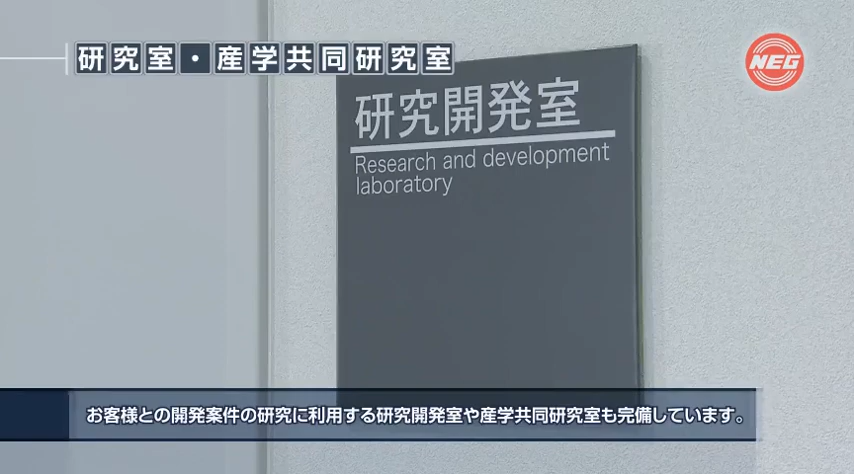 研究室・産学共同研究室
NEG
研究開発室
Research and development
laboratory
お客様との開発案件の研究に利用する研究開発室や産学共同研究室も完備しています。